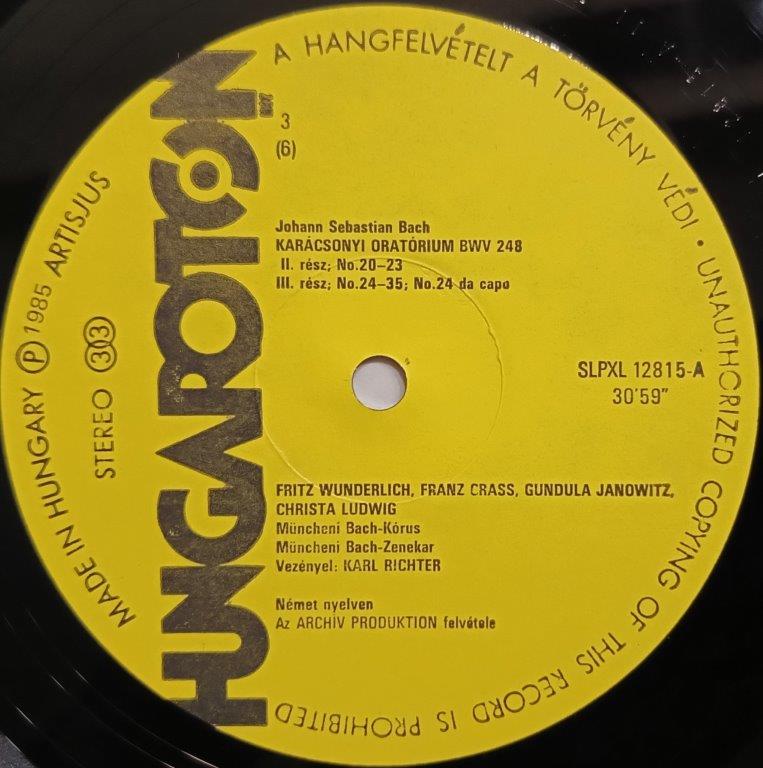 A HANGFELVÉTELT A TÖRVÉNY VÉDI • UNAUTHORIZED COPYING OF THIS RECORD IS PROHIBITED
HUNGAROTON
3
(6)
Johann Sebastian Bach
KARÁCSONYI ORATÓRIUM BWV 248
II. rész; No.20–23
III. rész; No.24–35; No.24 da capo
SLPXL 12815-A
30'59"
FRITZ WUNDERLICH, FRANZ CRASS, GUNDULA JANOWITZ,
CHRISTA LUDWIG
Müncheni Bach-Kórus
Müncheni Bach-Zenekar
Vezényel: KARL RICHTER
Német nyelven
Az ARCHIV PRODUKTION felvétele
STEREO 33
MADE IN HUNGARY Ⓟ 1985 ARTISJUS